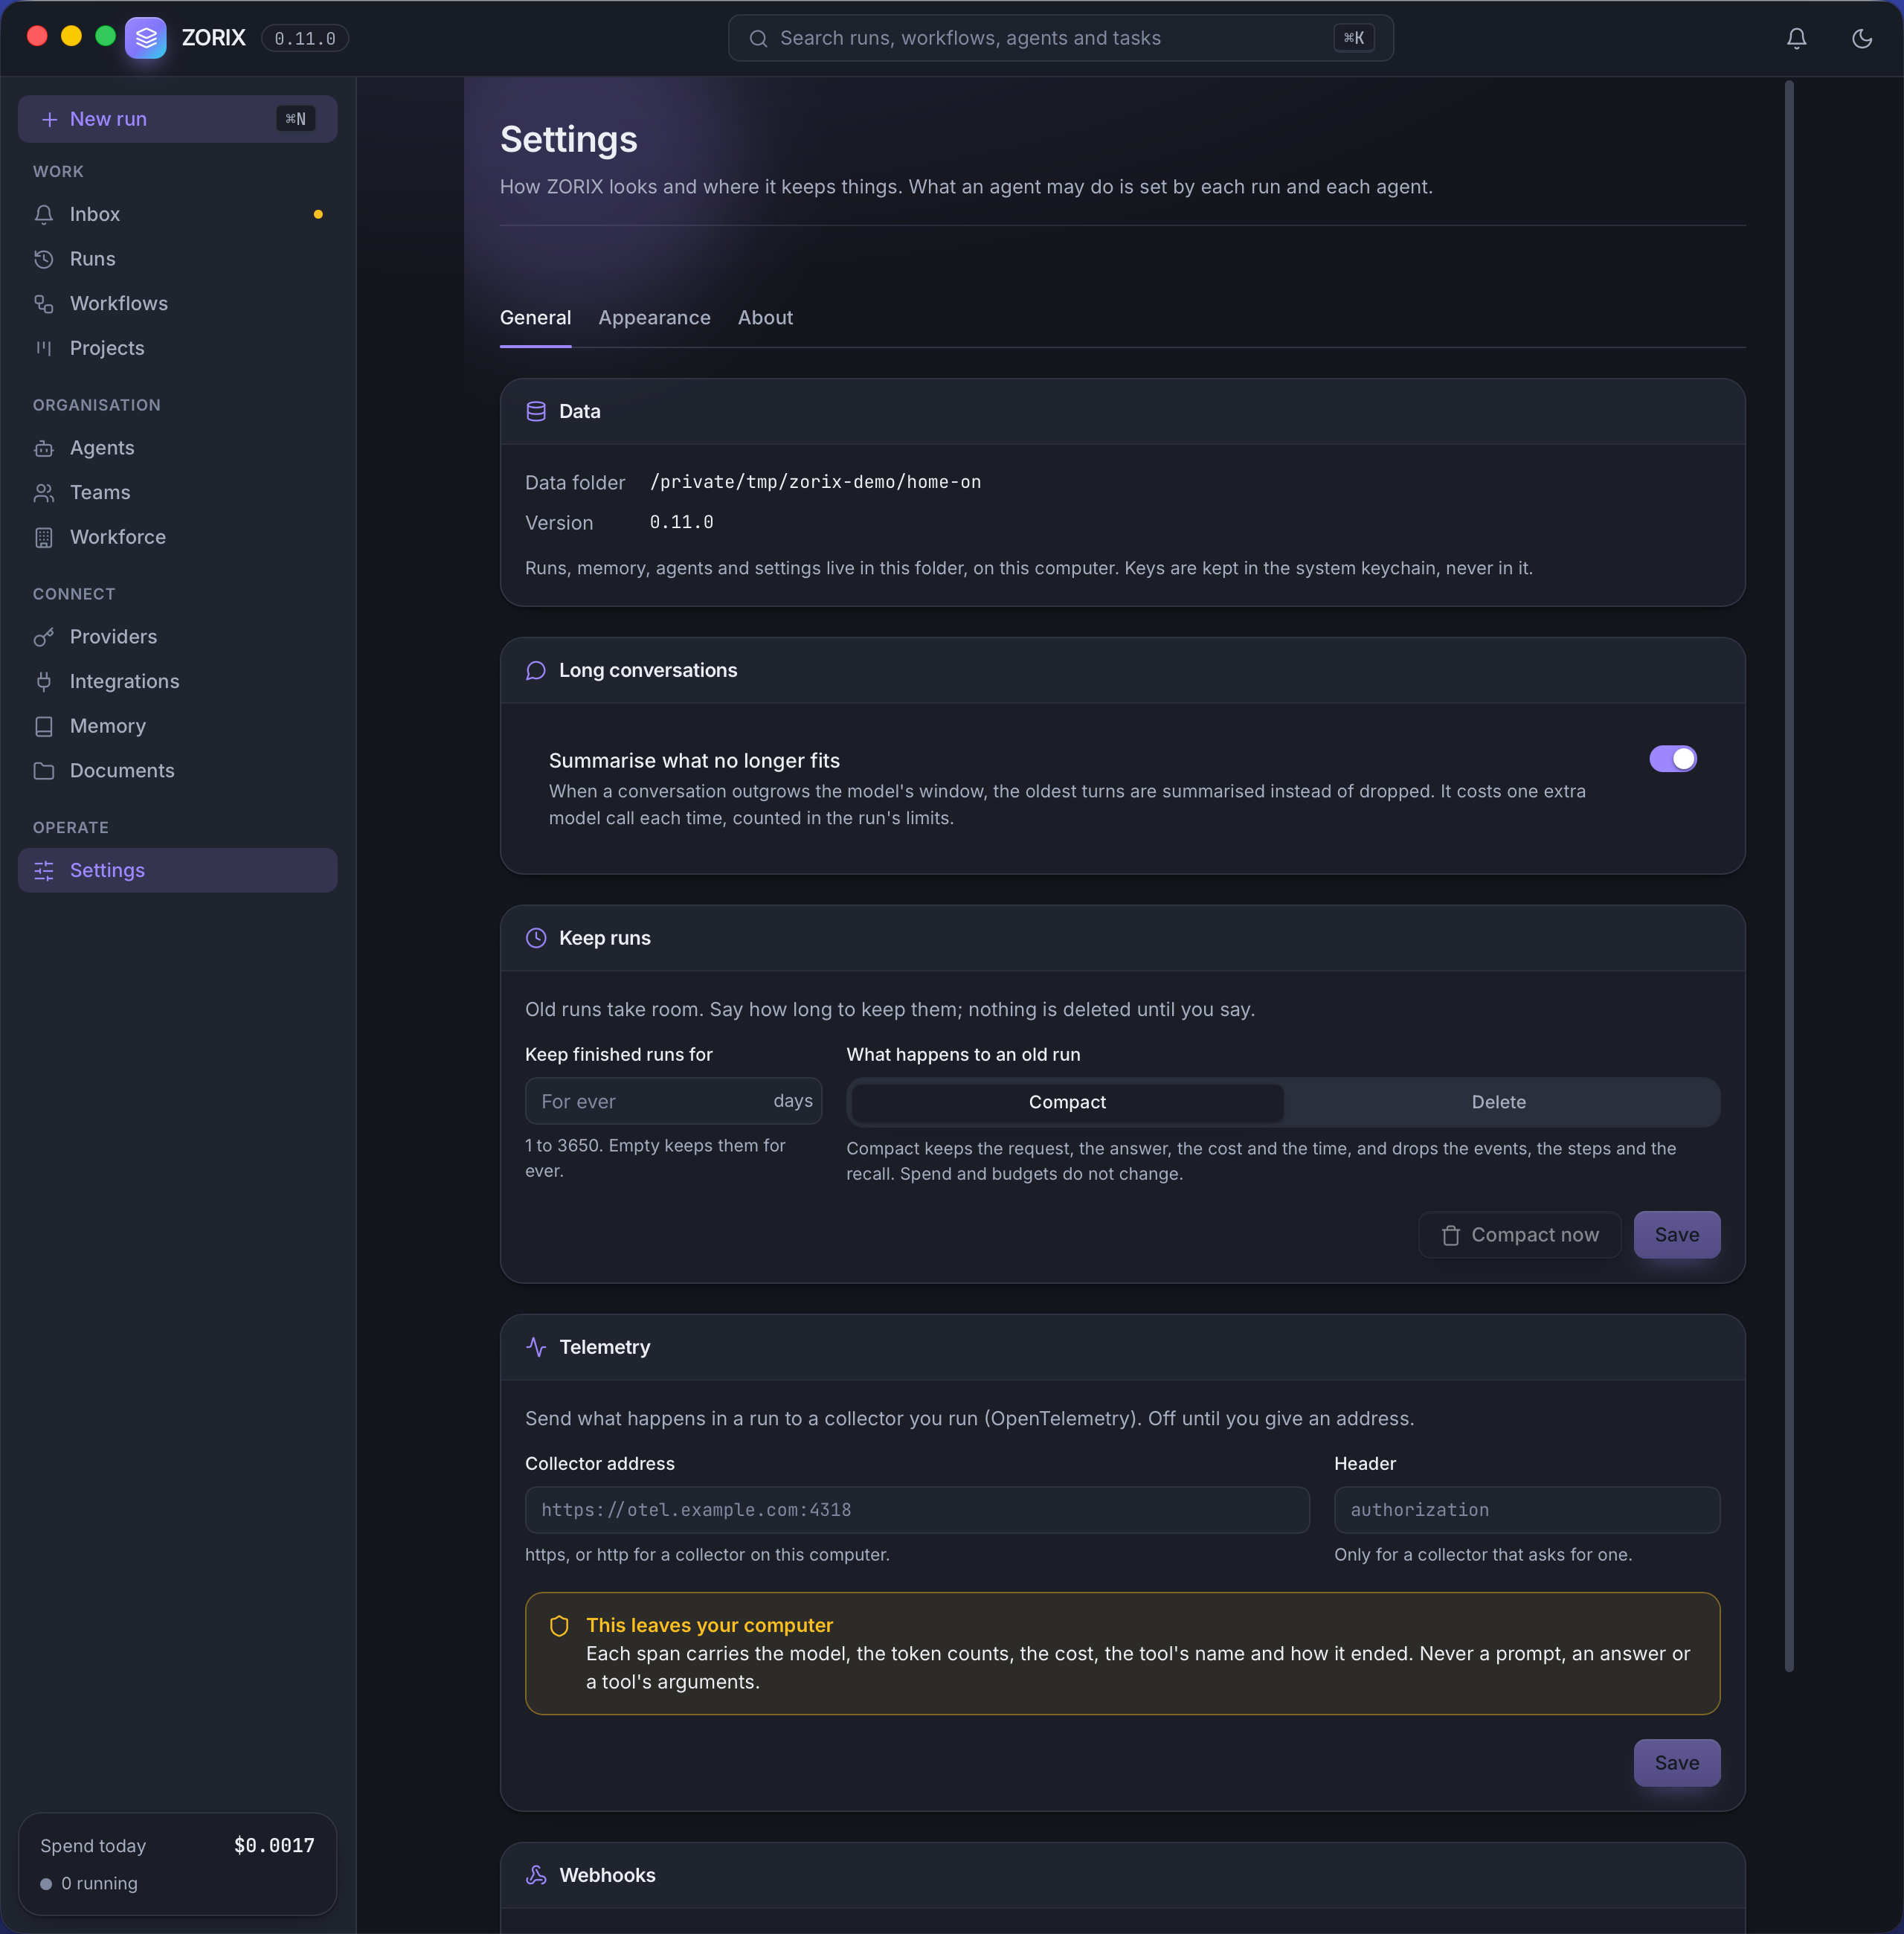 ZORIX 0.11.0
Search runs, workflows, agents and tasks ⌘K
New run ⌘N
WORK
Inbox
Runs
Workflows
Projects
ORGANISATION
Agents
Teams
Workforce
CONNECT
Providers
Integrations
Memory
Documents
OPERATE
Settings
Spend today $0.0017
0 running
Settings
How ZORIX looks and where it keeps things. What an agent may do is set by each run and each agent.
General Appearance About
Data
Data folder /private/tmp/zorix-demo/home-on
Version 0.11.0
Runs, memory, agents and settings live in this folder, on this computer. Keys are kept in the system keychain, never in it.
Long conversations
Summarise what no longer fits
When a conversation outgrows the model's window, the oldest turns are summarised instead of dropped. It costs one extra
model call each time, counted in the run's limits.
Keep runs
Old runs take room. Say how long to keep them; nothing is deleted until you say.
Keep finished runs for
For ever days
1 to 3650. Empty keeps them for
ever.
What happens to an old run
Compact Delete
Compact keeps the request, the answer, the cost and the time, and drops the events, the steps and the
recall. Spend and budgets do not change.
Compact now Save
Telemetry
Send what happens in a run to a collector you run (OpenTelemetry). Off until you give an address.
Collector address
https://otel.example.com:4318
https, or http for a collector on this computer.
Header
authorization
Only for a collector that asks for one.
This leaves your computer
Each span carries the model, the token counts, the cost, the tool's name and how it ended. Never a prompt, an answer or
a tool's arguments.
Save
Webhooks